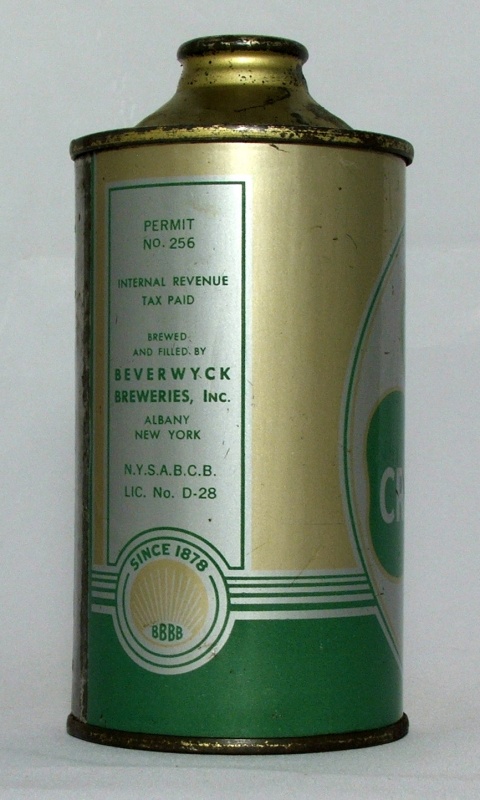 PERMIT
No. 256
INTERNAL REVENUE
TAX PAID
BREWED
AND FILLED BY
BEVERWYCK
BREWERIES, INC.
ALBANY
NEW YORK
N.Y.S.A.B.C.B.
LIC. No. D-28
SINCE 1878
BBBB